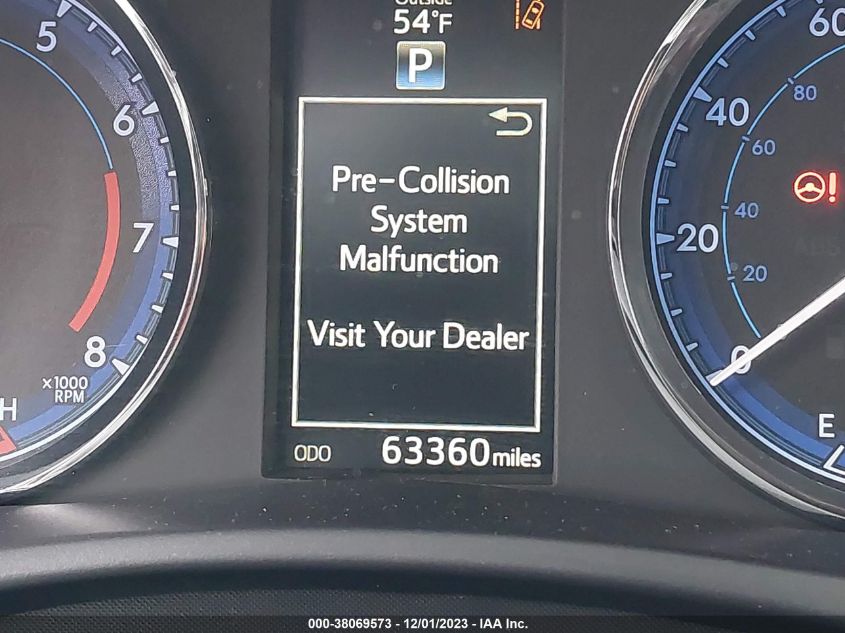 Outside
54°F
P
Pre-Collision
System
Malfunction
Visit Your Dealer
ODO 63360 miles
5
6
7
8
x1000
RPM
H
60
40
20
0
80
60
40
20
!
E
000-38069573 - 12/01/2023 - IAA Inc.